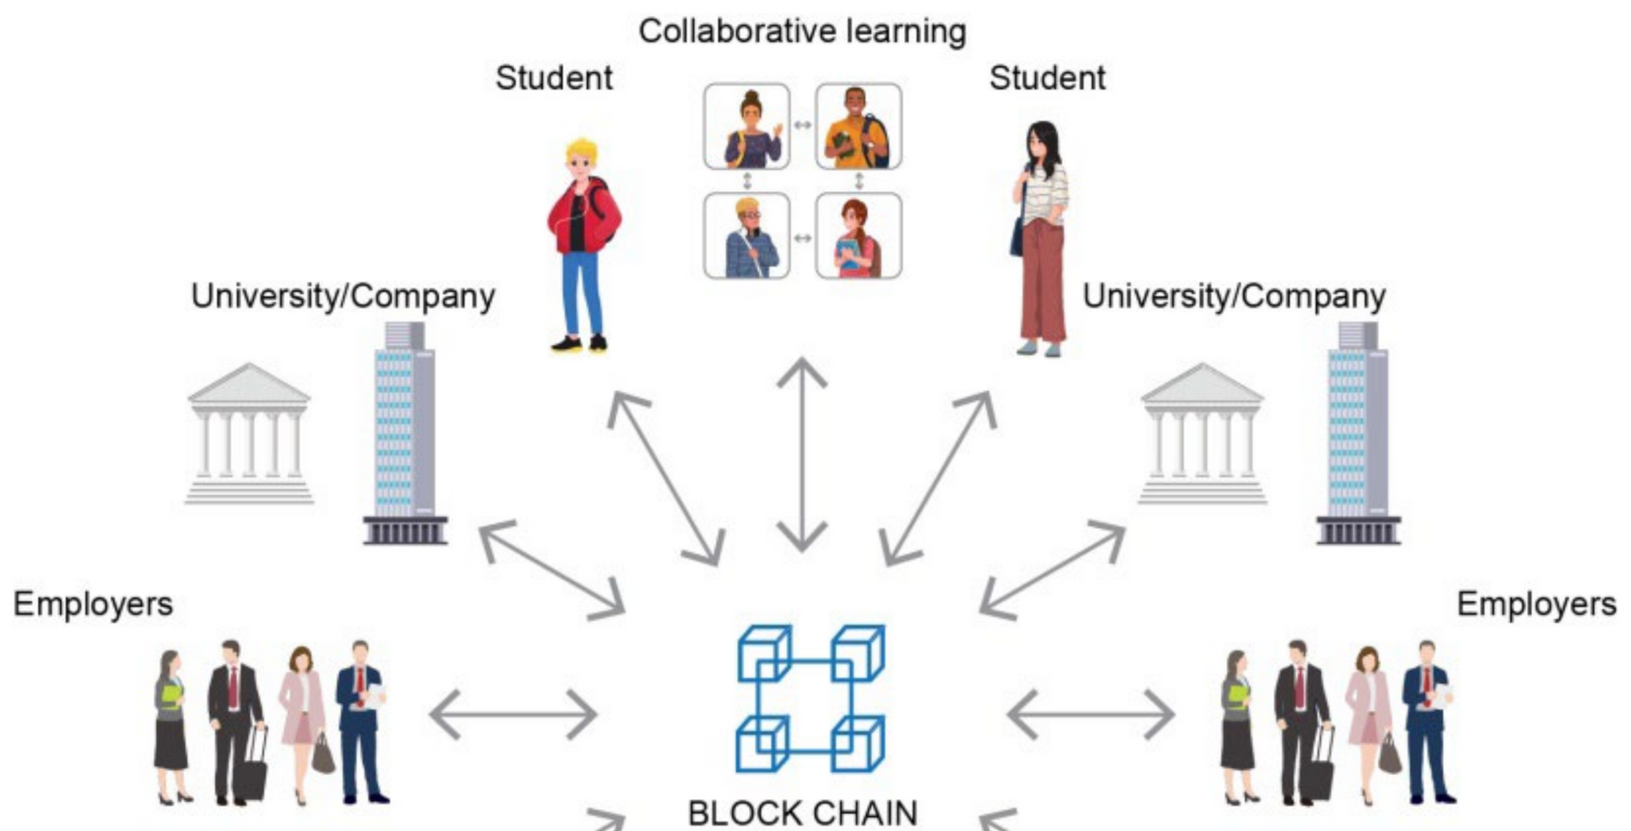 Collaborative learning
Student
Student
University/Company
University/Company
Employers
Employers
BLOCK CHAIN